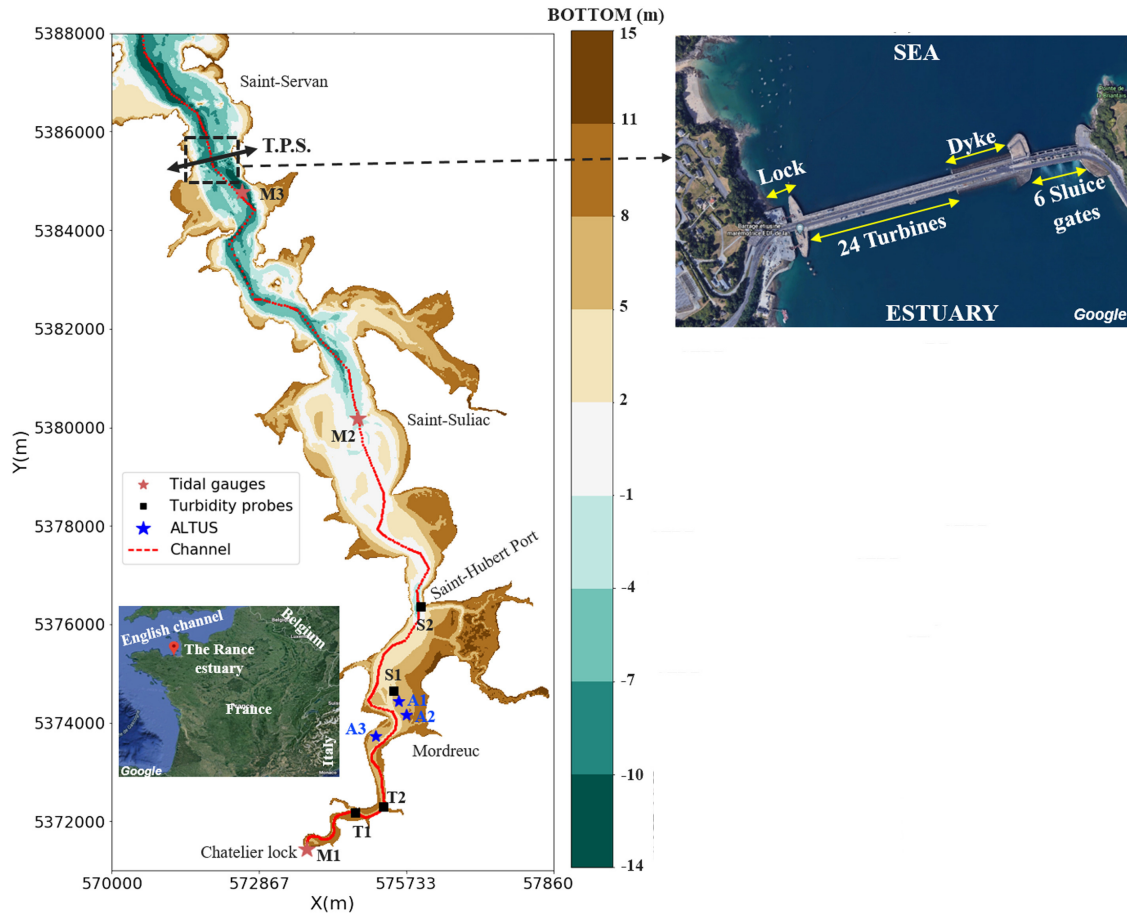 BOTTOM (m)
5388000
5386000
5384000
5382000
5380000
5378000
5376000
5374000
5372000
Y(m)
570000
572867
575733
577860
X(m)
15
11
8
5
2
-1
-4
-7
-10
-14
Saint-Servan
T.P.S.
M3
Saint-Suliac
M2
Tidal gauges
Turbidity probes
ALTUS
Channel
Saint-Hubert Port
S2
S1
A1
A2
A3
Mordreuc
T2
T1
Chatelier lock
M1
English channel
Belgium
The Rance
estuary
France
Italy
Google
SEA
Dyke
Lock
6 Sluice
gates
24 Turbines
ESTUARY
Google